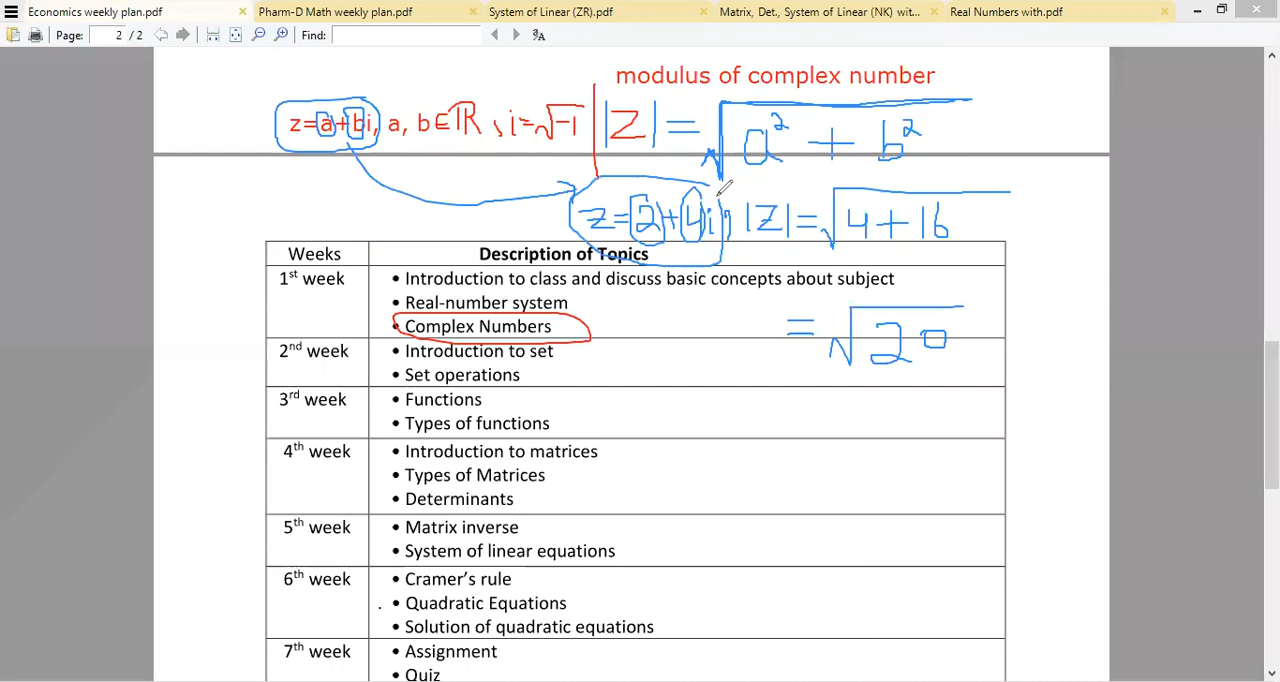 Economics weekly plan.pdf Pharm-D Math weekly plan.pdf System of Linear (ZR).pdf Matrix, Det., System of Linear (NK) wit... Real Numbers with.pdf
Page: 2 / 2 Find:
modulus of complex number
z=a+bi, a, b∈ℝ, i=√-1 |Z| = √a² + b²
z=2+4i, |Z|=√4+16
Weeks Description of Topics
1st week • Introduction to class and discuss basic concepts about subject
• Real-number system
• Complex Numbers
= √20
2nd week • Introduction to set
• Set operations
3rd week • Functions
• Types of functions
4th week • Introduction to matrices
• Types of Matrices
• Determinants
5th week • Matrix inverse
• System of linear equations
6th week • Cramer's rule
. • Quadratic Equations
• Solution of quadratic equations
7th week • Assignment
• Quiz